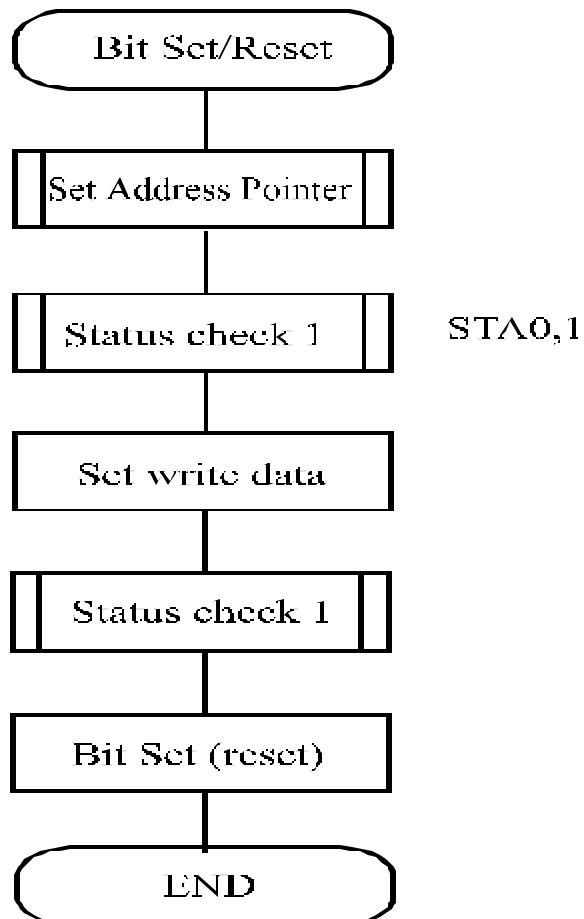 Bit Set/Reset
Set Address Pointer
Status check 1
STA0,1
Set write data
Status check 1
Bit Set (reset)
END